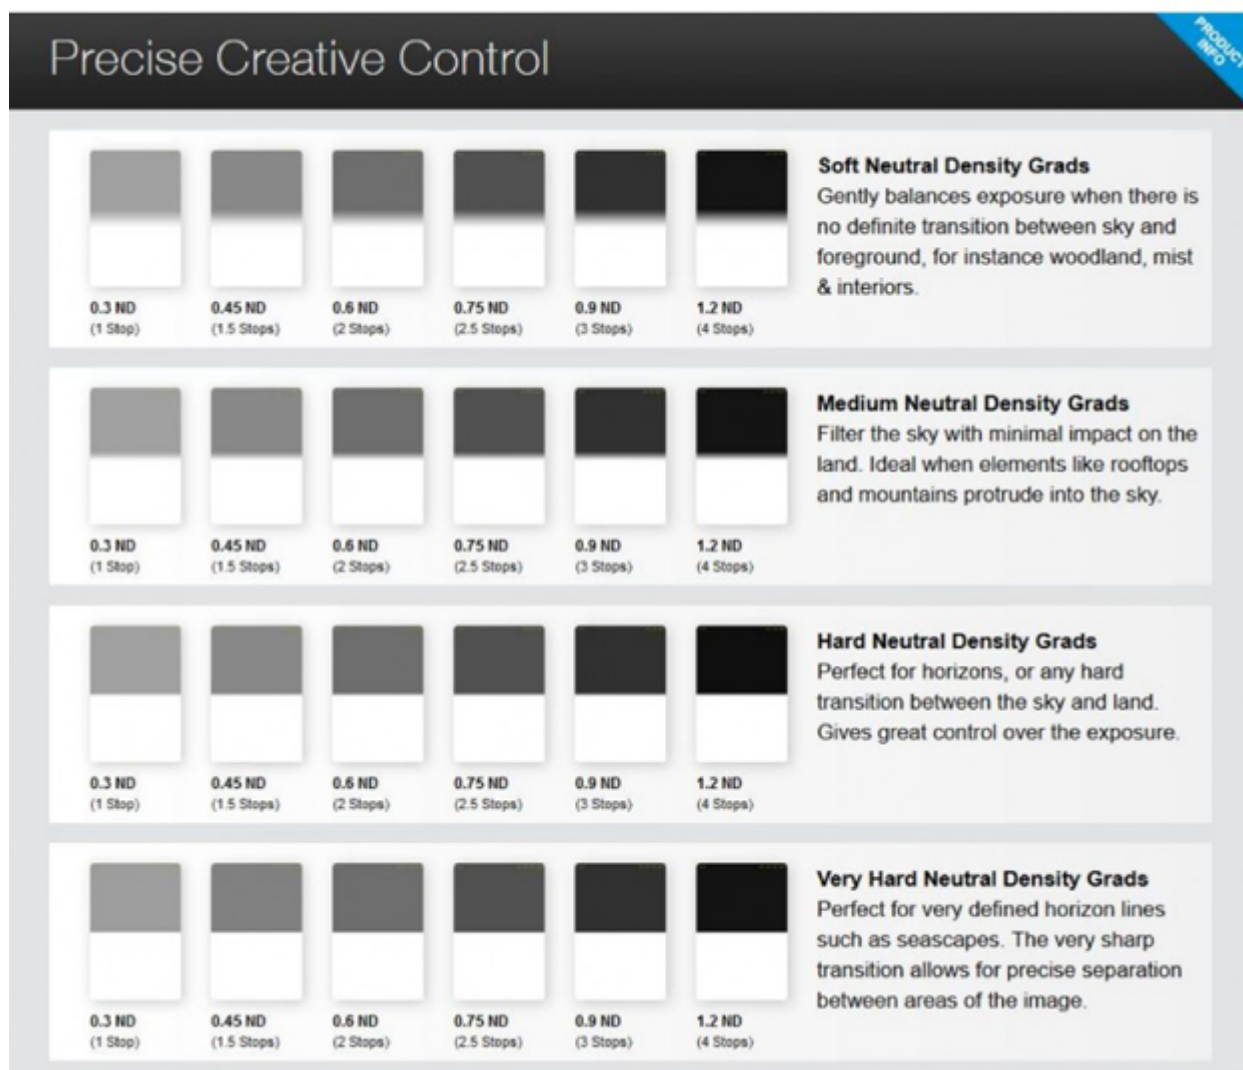 Precise Creative Control
PRODUCT
INFO
Soft Neutral Density Grads
Gently balances exposure when there is
no definite transition between sky and
foreground, for instance woodland, mist
& interiors.
0.3 ND
(1 Stop)
0.45 ND
(1.5 Stops)
0.6 ND
(2 Stops)
0.75 ND
(2.5 Stops)
0.9 ND
(3 Stops)
1.2 ND
(4 Stops)
Medium Neutral Density Grads
Filter the sky with minimal impact on the
land. Ideal when elements like rooftops
and mountains protrude into the sky.
0.3 ND
(1 Stop)
0.45 ND
(1.5 Stops)
0.6 ND
(2 Stops)
0.75 ND
(2.5 Stops)
0.9 ND
(3 Stops)
1.2 ND
(4 Stops)
Hard Neutral Density Grads
Perfect for horizons, or any hard
transition between the sky and land.
Gives great control over the exposure.
0.3 ND
(1 Stop)
0.45 ND
(1.5 Stops)
0.6 ND
(2 Stops)
0.75 ND
(2.5 Stops)
0.9 ND
(3 Stops)
1.2 ND
(4 Stops)
Very Hard Neutral Density Grads
Perfect for very defined horizon lines
such as seascapes. The very sharp
transition allows for precise separation
between areas of the image.
0.3 ND
(1 Stop)
0.45 ND
(1.5 Stops)
0.6 ND
(2 Stops)
0.75 ND
(2.5 Stops)
0.9 ND
(3 Stops)
1.2 ND
(4 Stops)